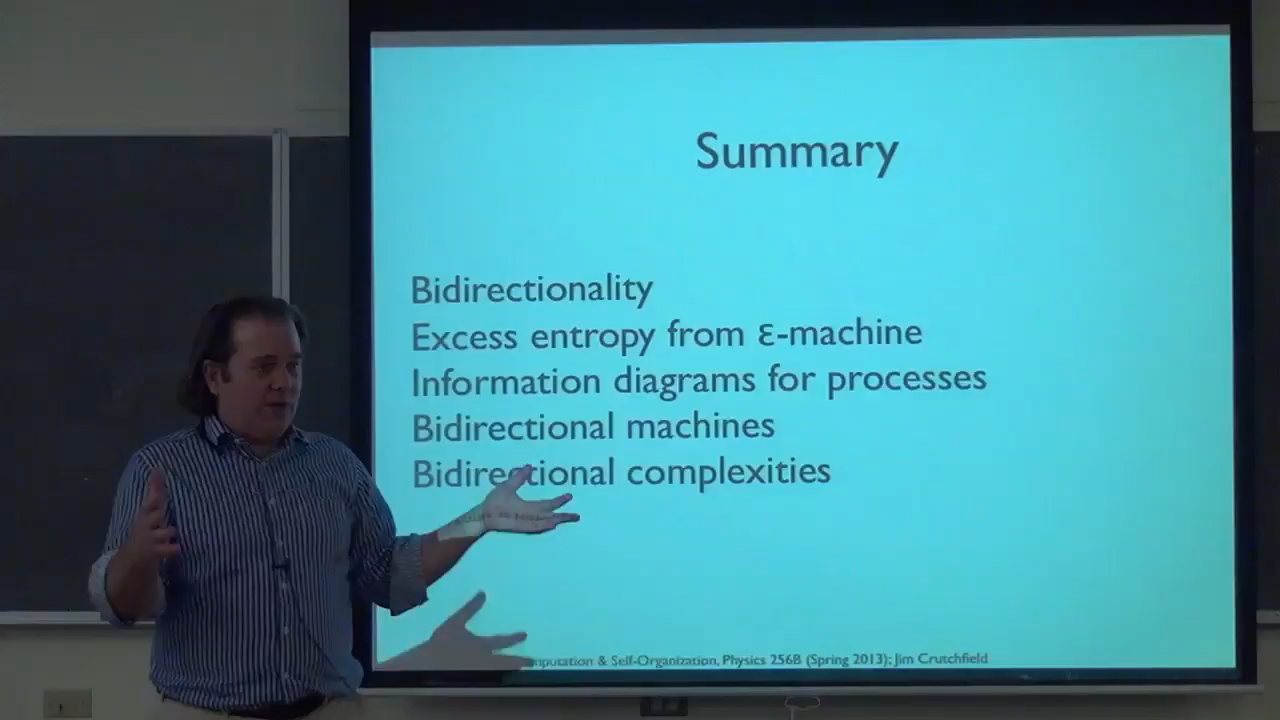 Summary
Bidirectionality
Excess entropy from ε-machine
Information diagrams for processes
Bidirectional machines
Bidirectional complexities
& Self-Organization, Physics 256B (Spring 2013); Jim Crutchfield